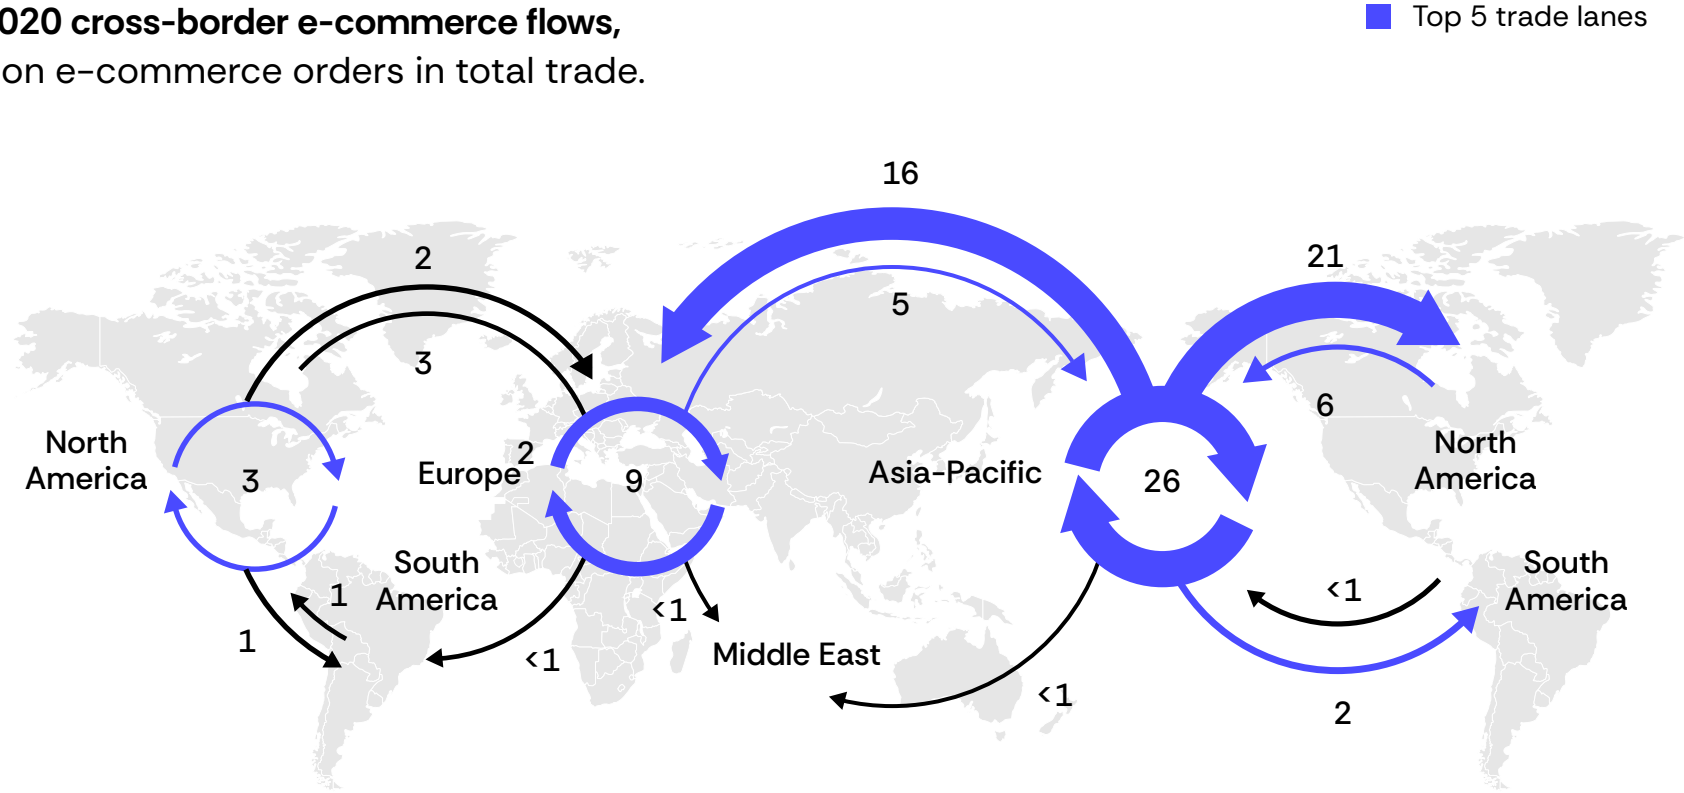 020 cross-border e-commerce flows,
on e-commerce orders in total trade.
Top 5 trade lanes
16
2
21
5
3
6
North
America
3
Europe
2
9
Asia-Pacific
26
North
America
South
America
1
1
<1
<1
Middle East
<1
<1
South
America
2